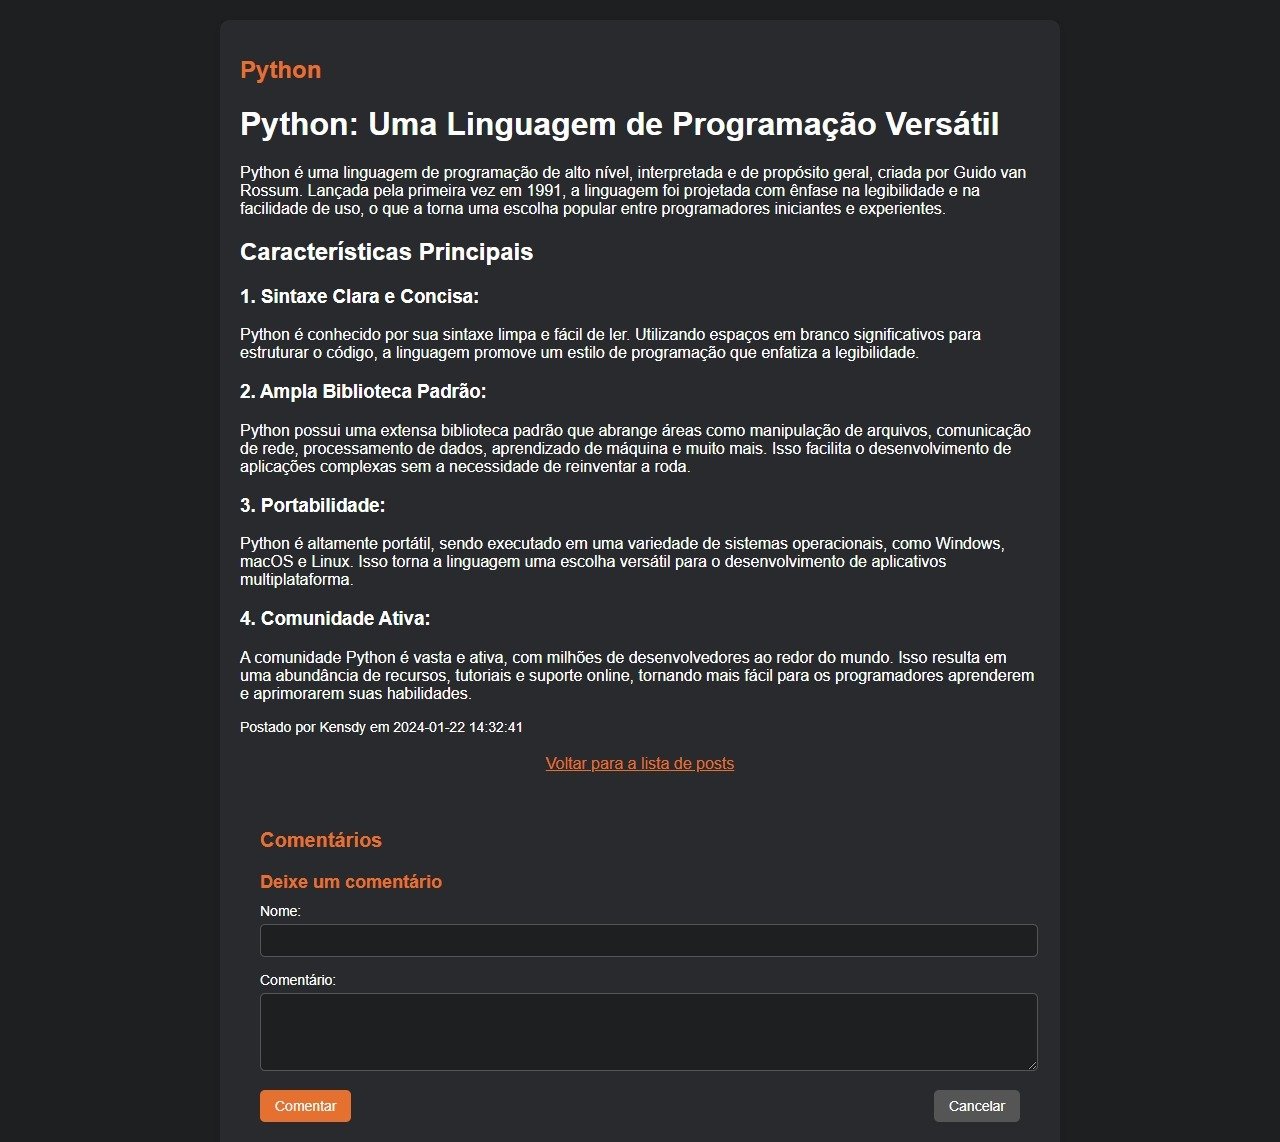 Python
Python: Uma Linguagem de Programação Versátil
Python é uma linguagem de programação de alto nível, interpretada e de propósito geral, criada por Guido van
Rossum. Lançada pela primeira vez em 1991, a linguagem foi projetada com ênfase na legibilidade e na
facilidade de uso, o que a torna uma escolha popular entre programadores iniciantes e experientes.
Características Principais
1. Sintaxe Clara e Concisa:
Python é conhecido por sua sintaxe limpa e fácil de ler. Utilizando espaços em branco significativos para
estruturar o código, a linguagem promove um estilo de programação que enfatiza a legibilidade.
2. Ampla Biblioteca Padrão:
Python possui uma extensa biblioteca padrão que abrange áreas como manipulação de arquivos, comunicação
de rede, processamento de dados, aprendizado de máquina e muito mais. Isso facilita o desenvolvimento de
aplicações complexas sem a necessidade de reinventar a roda.
3. Portabilidade:
Python é altamente portátil, sendo executado em uma variedade de sistemas operacionais, como Windows,
macOS e Linux. Isso torna a linguagem uma escolha versátil para o desenvolvimento de aplicativos
multiplataforma.
4. Comunidade Ativa:
A comunidade Python é vasta e ativa, com milhões de desenvolvedores ao redor do mundo. Isso resulta em
uma abundância de recursos, tutoriais e suporte online, tornando mais fácil para os programadores aprenderem
e aprimorarem suas habilidades.
Postado por Kensdy em 2024-01-22 14:32:41
Voltar para a lista de posts
Comentários
Deixe um comentário
Nome:
Comentário:
Comentar
Cancelar